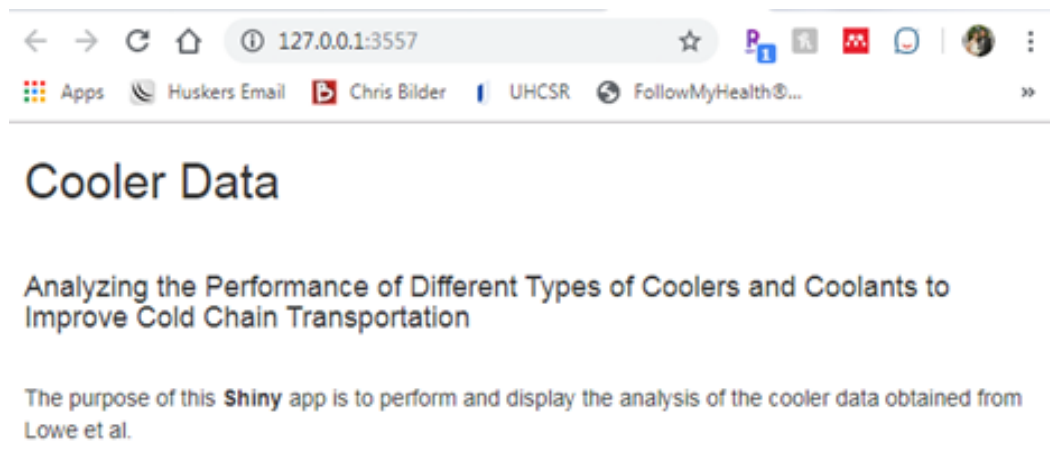 127.0.0.1:3557
Apps Huskers Email Chris Bilder UHCSR FollowMyHealth®... »
Cooler Data
Analyzing the Performance of Different Types of Coolers and Coolants to
Improve Cold Chain Transportation
The purpose of this Shiny app is to perform and display the analysis of the cooler data obtained from
Lowe et al.